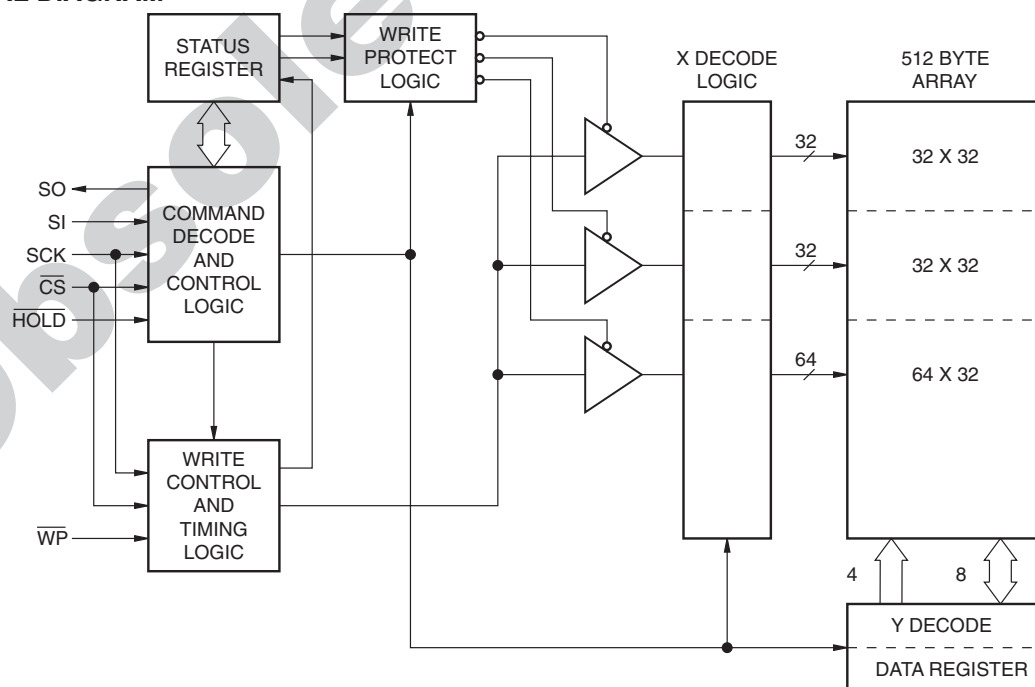 STATUS
REGISTER
WRITE
PROTECT
LOGIC
X DECODE
LOGIC
512 BYTE
ARRAY
SO
SI
SCK
CS
HOLD
COMMAND
DECODE
AND
CONTROL
LOGIC
32
32 X 32
32
32 X 32
64
64 X 32
WP
WRITE
CONTROL
AND
TIMING
LOGIC
4
8
Y DECODE
DATA REGISTER